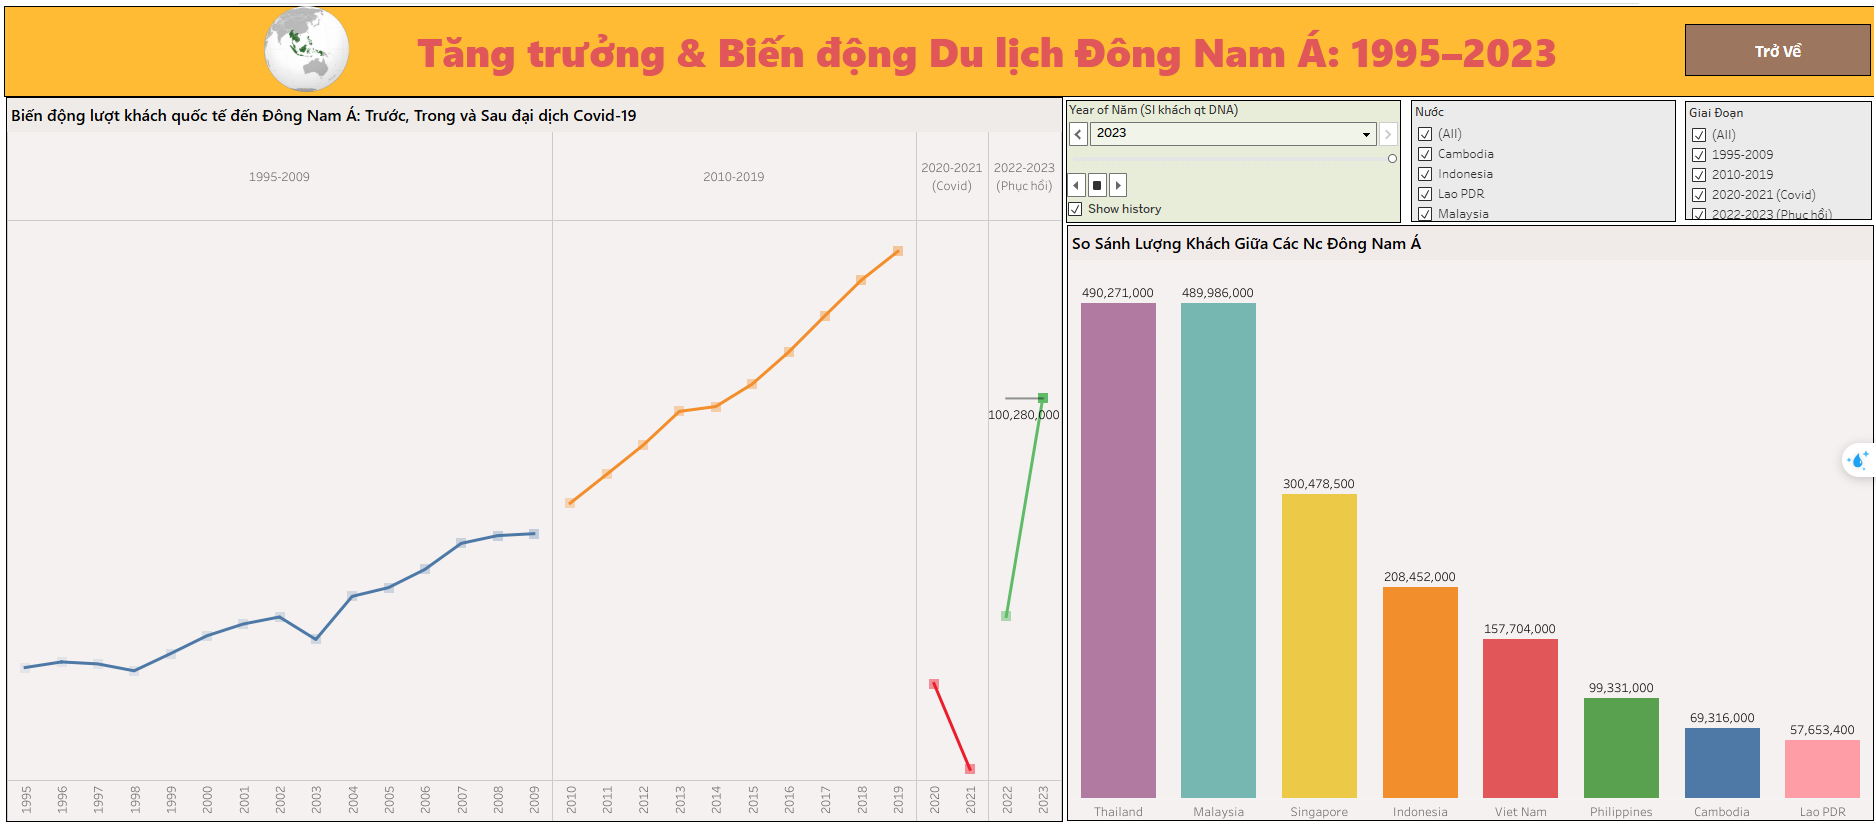 Tăng trưởng & Biến động Du lịch Đông Nam Á: 1995–2023
Trở Về
Biến động lượt khách quốc tế đến Đông Nam Á: Trước, Trong và Sau đại dịch Covid-19
1995-2009
2010-2019
2020-2021
(Covid)
2022-2023
(Phục hồi)
100,280,000
1995
1996
1997
1998
1999
2000
2001
2002
2003
2004
2005
2006
2007
2008
2009
2010
2011
2012
2013
2014
2015
2016
2017
2018
2019
2020
2021
2022
2023
Year of Năm (Sl khách qt DNA)
2023
Show history
Nước
(All)
Cambodia
Indonesia
Lao PDR
Malaysia
Giai Đoạn
(All)
1995-2009
2010-2019
2020-2021 (Covid)
2022-2023 (Phục hồi)
So Sánh Lượng Khách Giữa Các Nc Đông Nam Á
490,271,000
489,986,000
300,478,500
208,452,000
157,704,000
99,331,000
69,316,000
57,653,400
Thailand
Malaysia
Singapore
Indonesia
Viet Nam
Philippines
Cambodia
Lao PDR